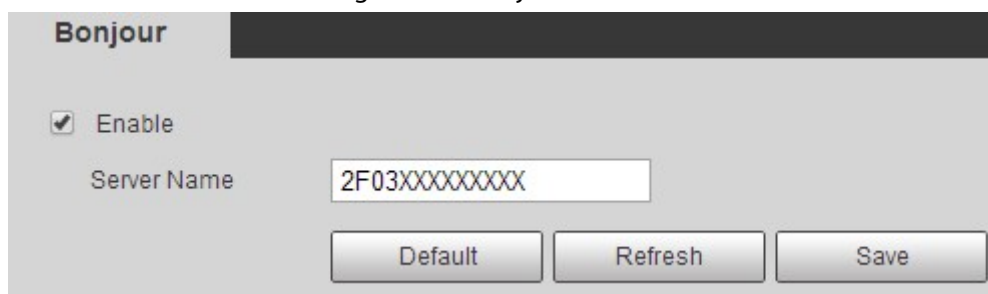 Bonjour
Enable
Server Name 2F03XXXXXXXXX
Default Refresh Save